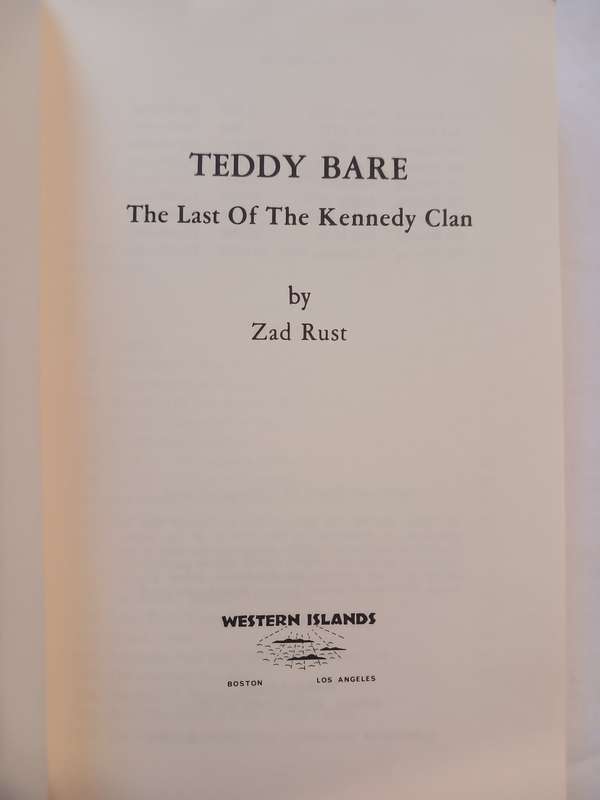 TEDDY BARE
The Last Of The Kennedy Clan
by
Zad Rust
WESTERN ISLANDS
BOSTON LOS ANGELES